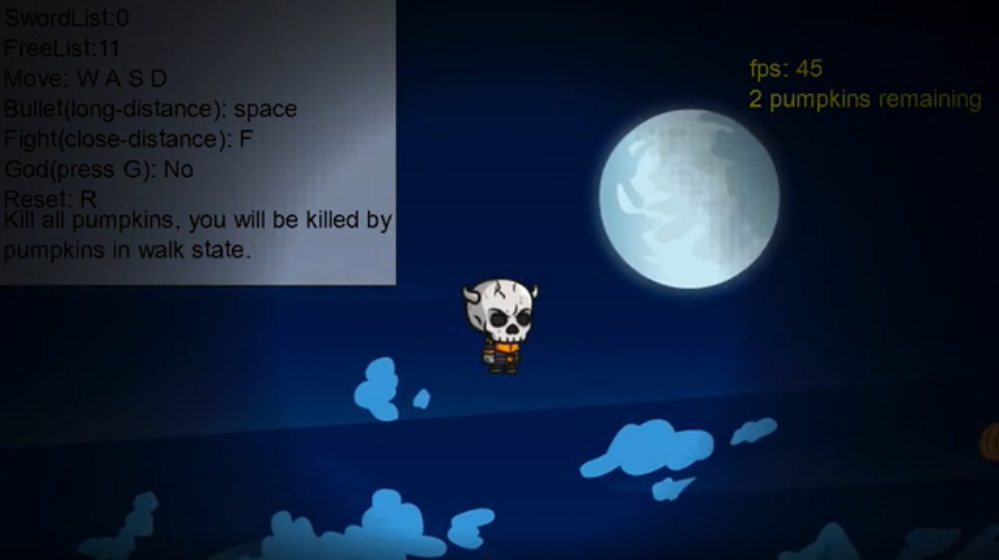 SwordList:0
FreeList:11
Move: W A S D
Bullet(long-distance): space
Fight(close-distance): F
God(press G): No
Reset: R
Kill all pumpkins, you will be killed by
pumpkins in walk state.
fps: 45
2 pumpkins remaining